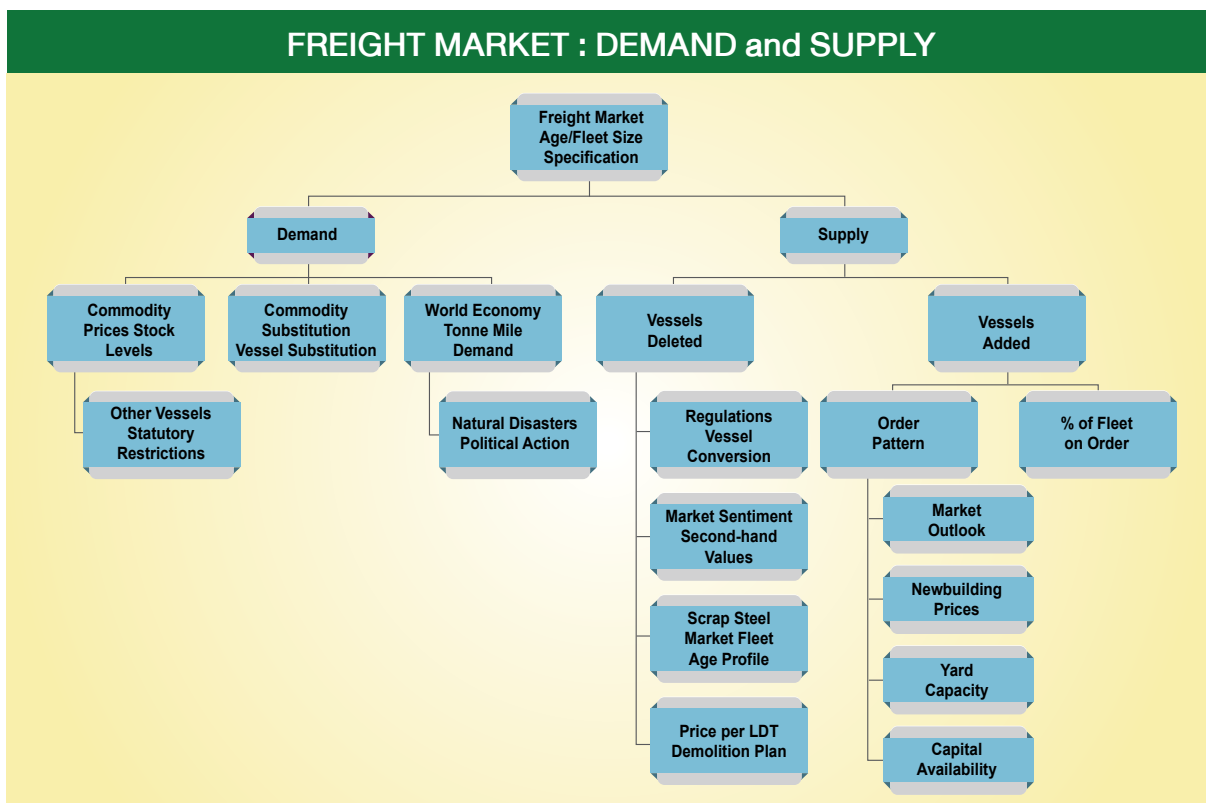 FREIGHT MARKET : DEMAND and SUPPLY
Freight Market
Age/Fleet Size
Specification
Demand
Supply
Commodity
Prices Stock
Levels
Commodity
Substitution
Vessel Substitution
World Economy
Tonne Mile
Demand
Vessels
Deleted
Vessels
Added
Other Vessels
Statutory
Restrictions
Natural Disasters
Political Action
Regulations
Vessel
Conversion
Order
Pattern
% of Fleet
on Order
Market Sentiment
Second-hand
Values
Market
Outlook
Newbuilding
Prices
Scrap Steel
Market Fleet
Age Profile
Yard
Capacity
Price per LDT
Demolition Plan
Capital
Availability